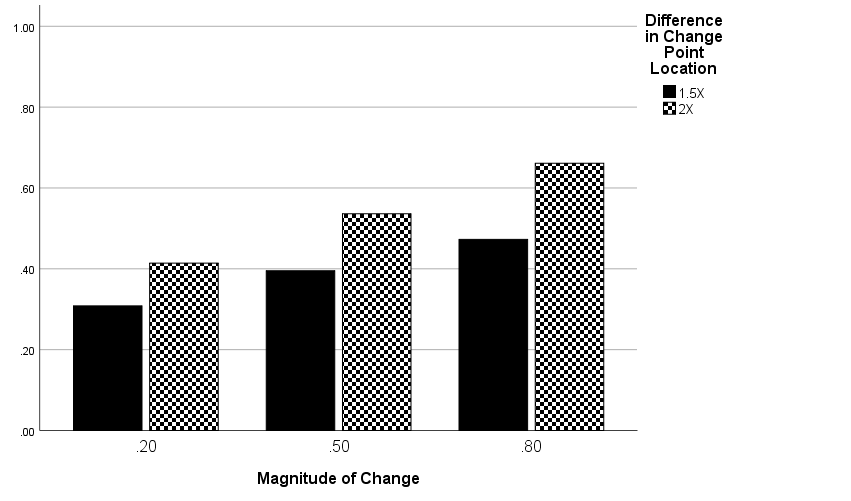 1.00
.80
.60
.40
.20
.00
.20 .50 .80
Magnitude of Change
Difference
in Change
Point
Location
1.5X
2X